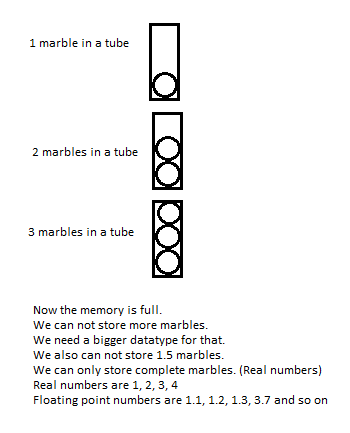 1 marble in a tube
2 marbles in a tube
3 marbles in a tube
Now the memory is full.
We can not store more marbles.
We need a bigger datatype for that.
We also can not store 1.5 marbles.
We can only store complete marbles. (Real numbers)
Real numbers are 1, 2, 3, 4
Floating point numbers are 1.1, 1.2, 1.3, 3.7 and so on